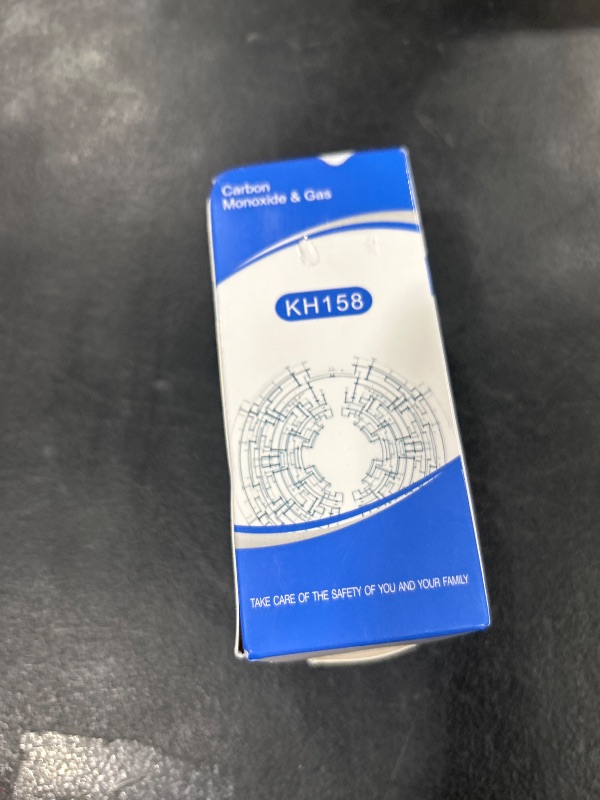 Carbon
Monoxide & Gas
KH158
TAKE CARE OF THE SAFETY OF YOU AND YOUR FAMILY